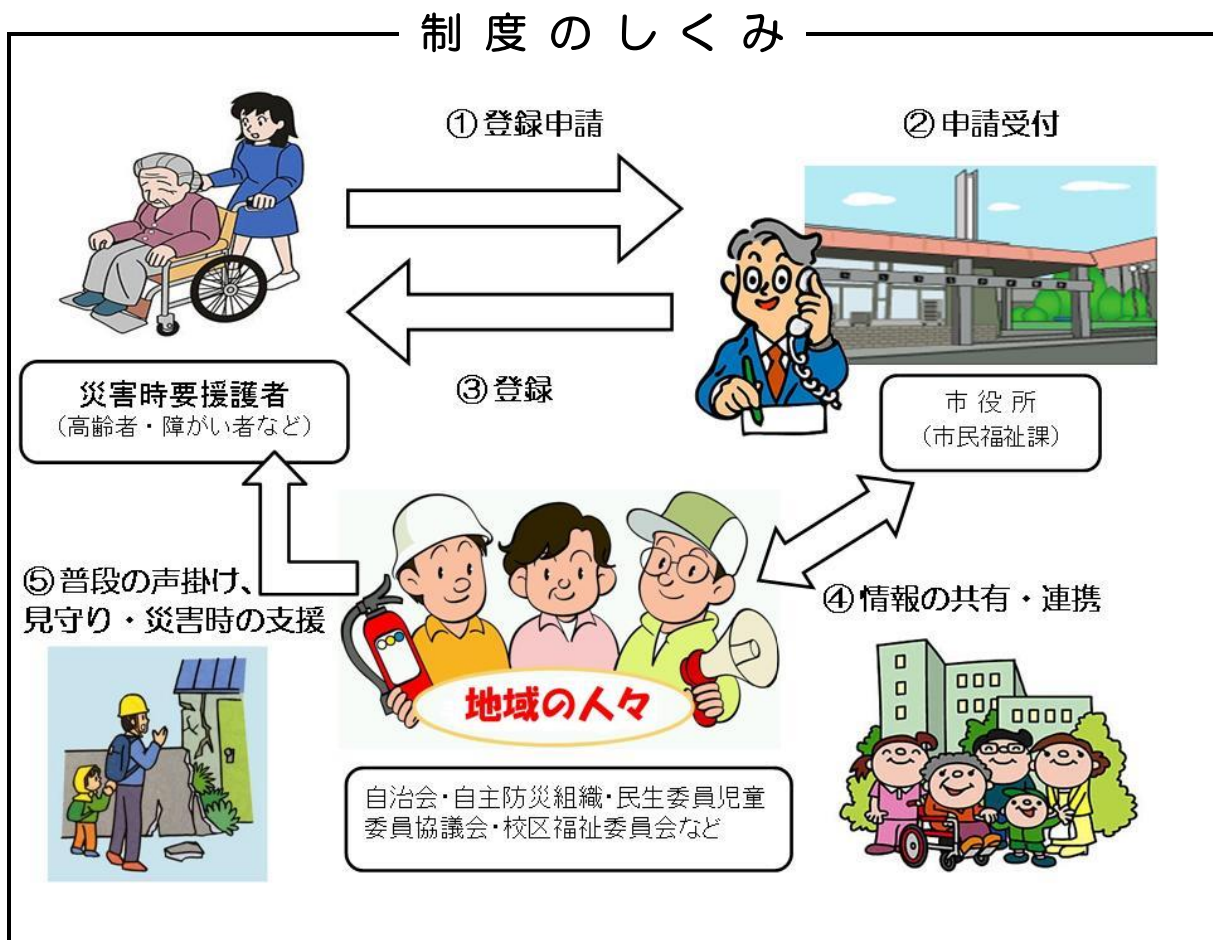 制度のしくみ
① 登録申請
② 申請受付
③ 登録
災害時要援護者
（高齢者・障がい者など）
市役所
（市民福祉課）
⑤ 普段の声掛け、
見守り・災害時の支援
④ 情報の共有・連携
地域の人々
自治会・自主防災組織・民生委員児童
委員協議会・校区福祉委員会など